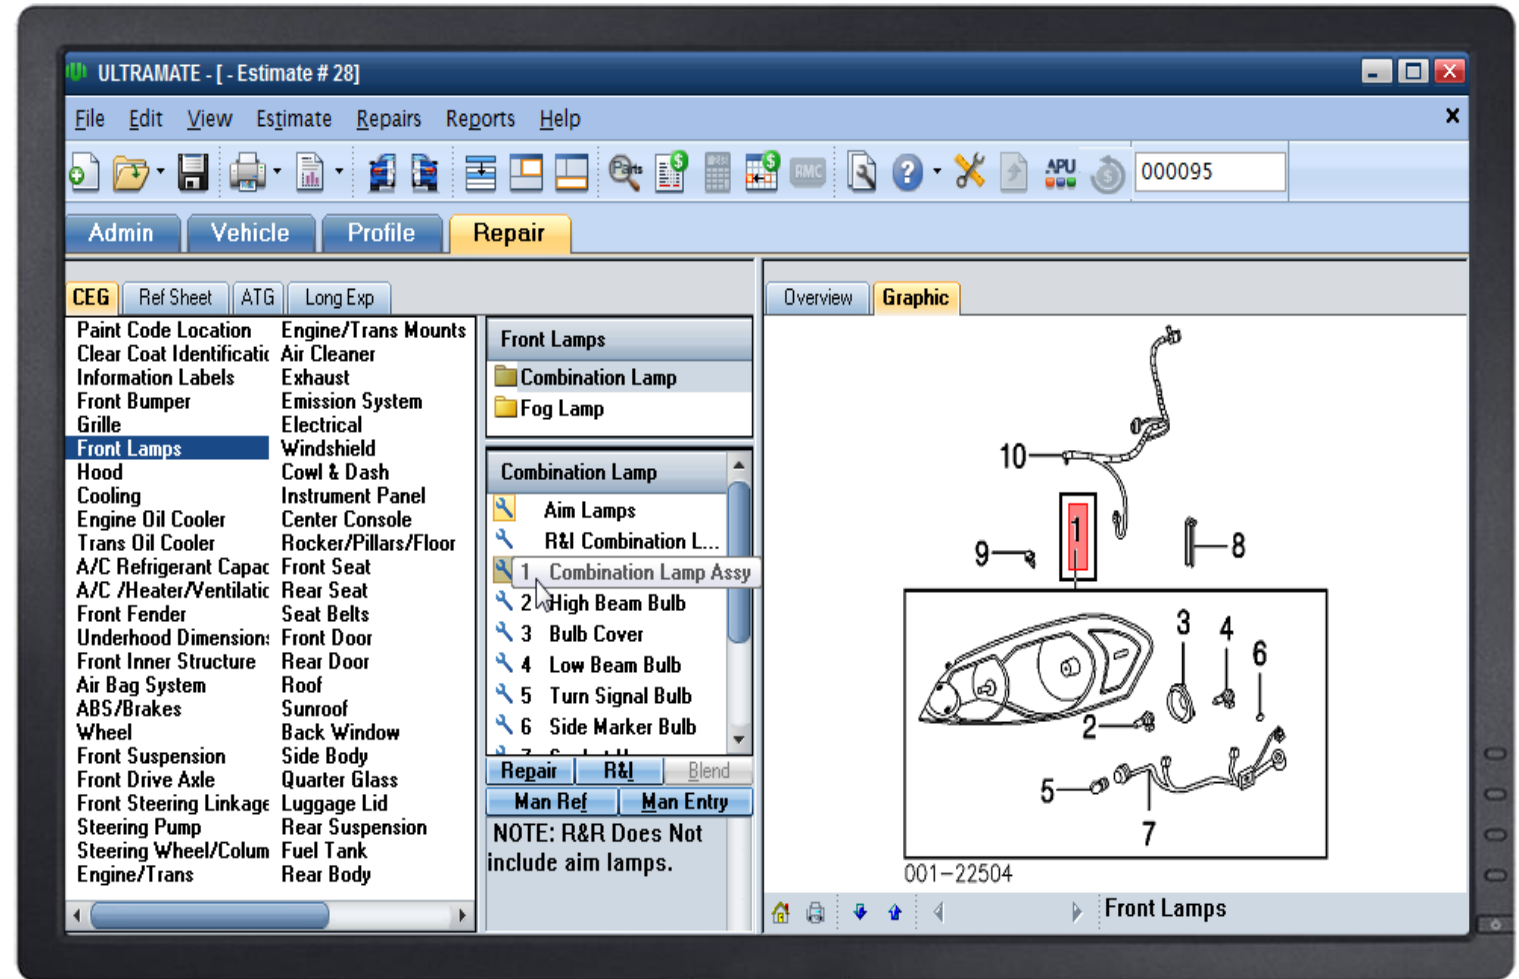 ULTRAMATE - [ - Estimate # 28]
File Edit View Estimate Repairs Reports Help
Parts RMC APU 000095
Admin Vehicle Profile Repair
CEG Ref Sheet ATG Long Exp
Paint Code Location
Clear Coat Identificatic
Information Labels
Front Bumper
Grille
Front Lamps
Hood
Cooling
Engine Oil Cooler
Trans Oil Cooler
A/C Refrigerant Capac
A/C /Heater/Ventilatic
Front Fender
Underhood Dimension:
Front Inner Structure
Air Bag System
ABS/Brakes
Wheel
Front Suspension
Front Drive Axle
Front Steering Linkage
Steering Pump
Steering Wheel/Colum
Engine/Trans
Engine/Trans Mounts
Air Cleaner
Exhaust
Emission System
Electrical
Windshield
Cowl & Dash
Instrument Panel
Center Console
Rocker/Pillars/Floor
Front Seat
Rear Seat
Seat Belts
Front Door
Rear Door
Roof
Sunroof
Back Window
Side Body
Quarter Glass
Luggage Lid
Rear Suspension
Fuel Tank
Rear Body
Front Lamps
Combination Lamp
Fog Lamp
Combination Lamp
Aim Lamps
R&I Combination L...
1 Combination Lamp Assy
2 High Beam Bulb
3 Bulb Cover
4 Low Beam Bulb
5 Turn Signal Bulb
6 Side Marker Bulb
Repair R&I Blend
Man Ref Man Entry
NOTE: R&R Does Not
include aim lamps.
Overview Graphic
10
1
9
8
3
4
6
2
5
7
001-22504
Front Lamps